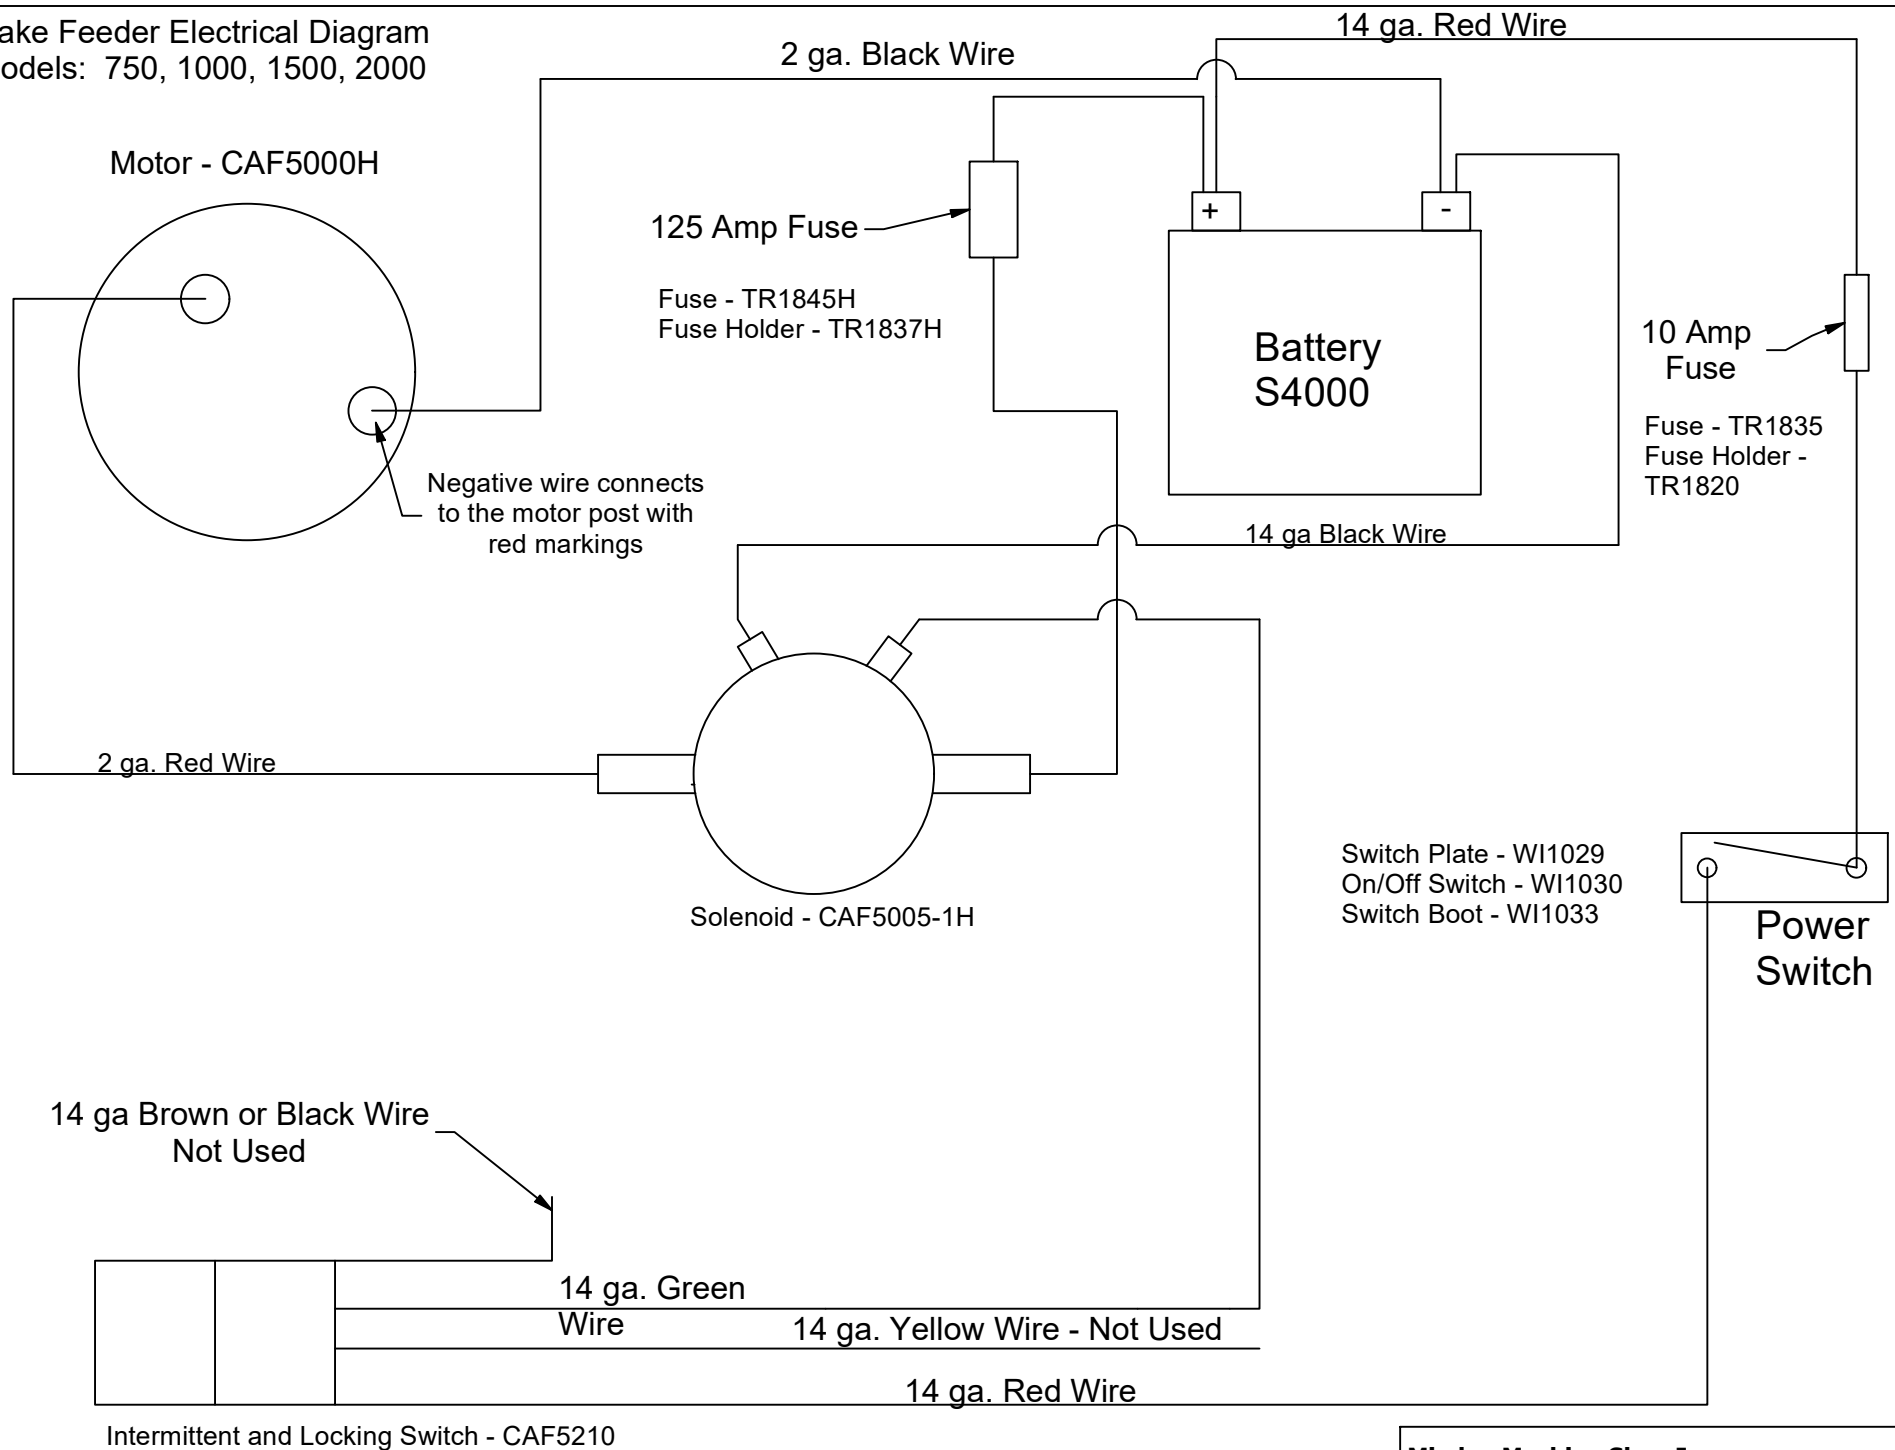 ake Feeder Electrical Diagram
odels: 750, 1000, 1500, 2000
14 ga. Red Wire
2 ga. Black Wire
Motor - CAF5000H
125 Amp Fuse
Fuse - TR1845H
Fuse Holder - TR1837H
+
-
Battery
S4000
10 Amp
Fuse
Fuse - TR1835
Fuse Holder -
TR1820
Negative wire connects
to the motor post with
red markings
14 ga Black Wire
2 ga. Red Wire
Solenoid - CAF5005-1H
Switch Plate - WI1029
On/Off Switch - WI1030
Switch Boot - WI1033
Power
Switch
14 ga Brown or Black Wire
Not Used
14 ga. Green
Wire
14 ga. Yellow Wire - Not Used
14 ga. Red Wire
Intermittent and Locking Switch - CAF5210